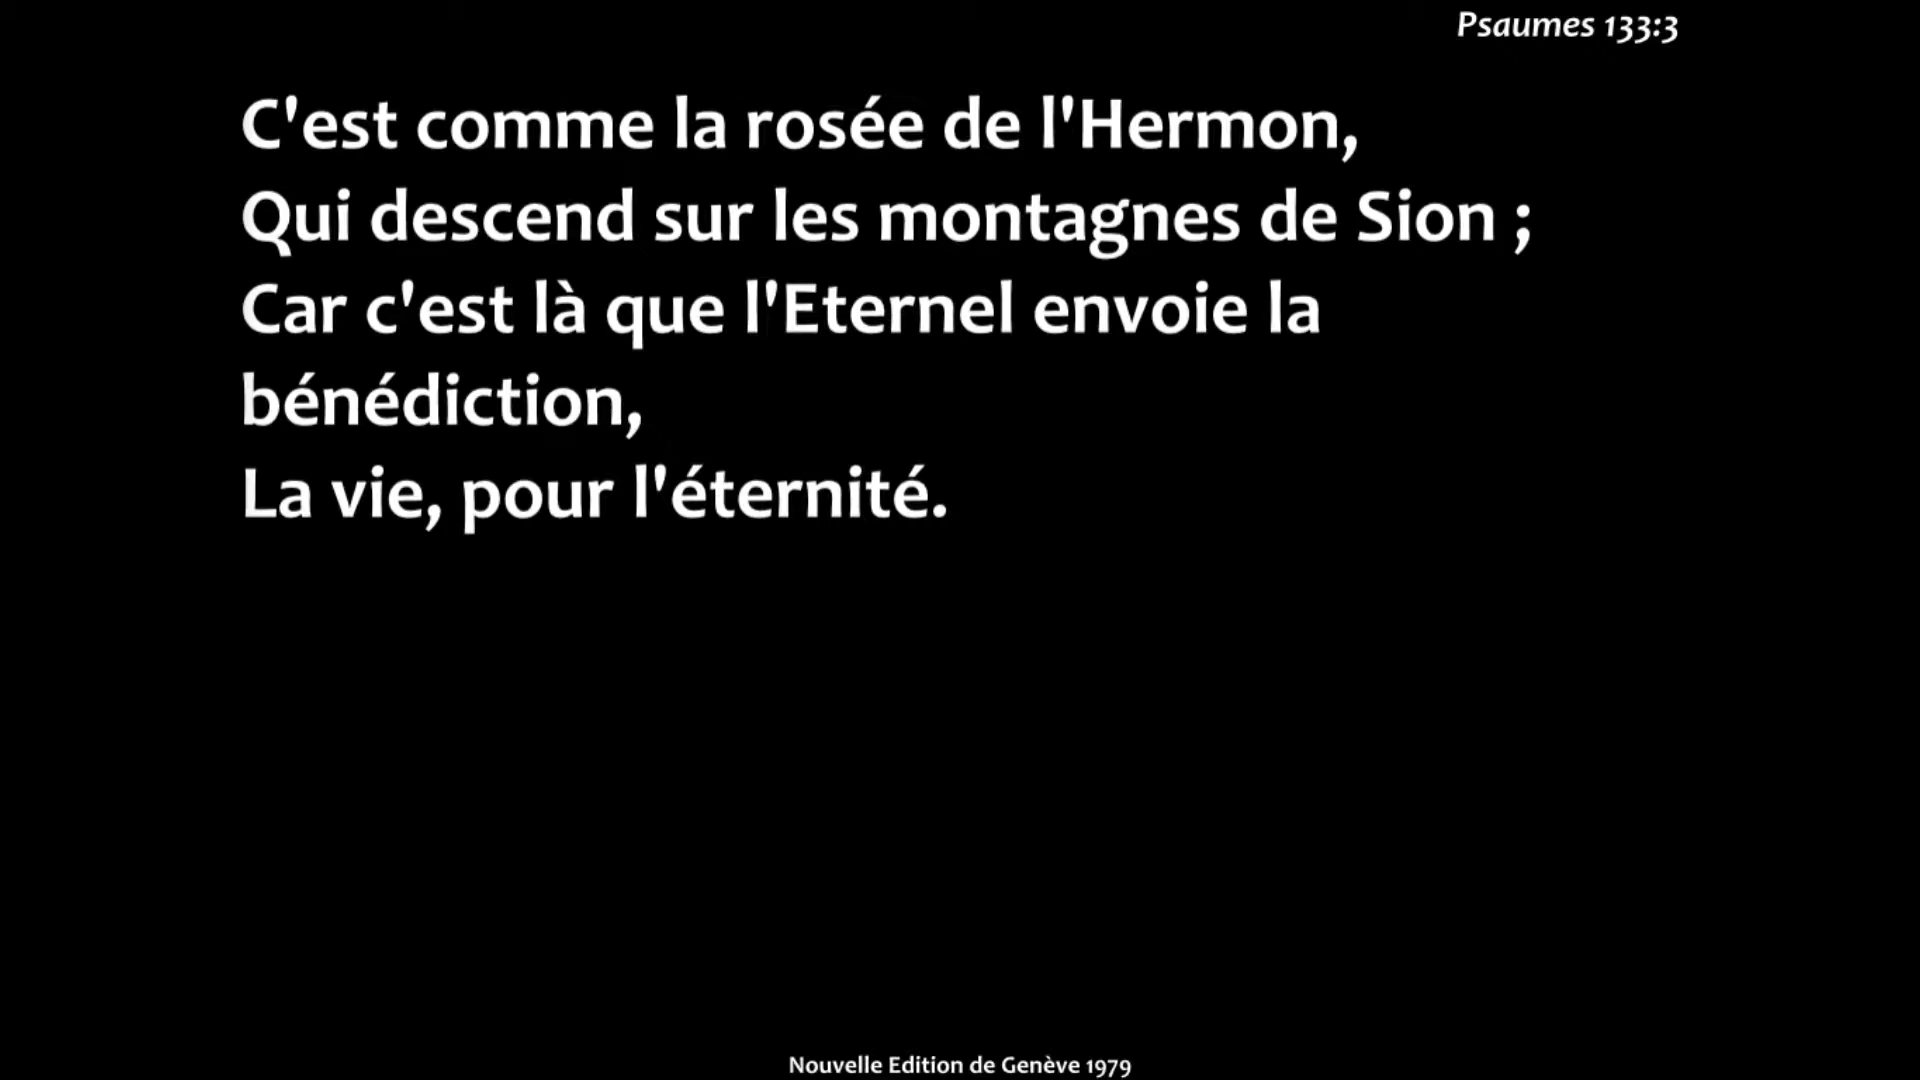 Psaumes 133:3
C'est comme la rosée de l'Hermon,
Qui descend sur les montagnes de Sion ;
Car c'est là que l'Eternel envoie la
bénédiction,
La vie, pour l'éternité.
Nouvelle Edition de Genève 1979